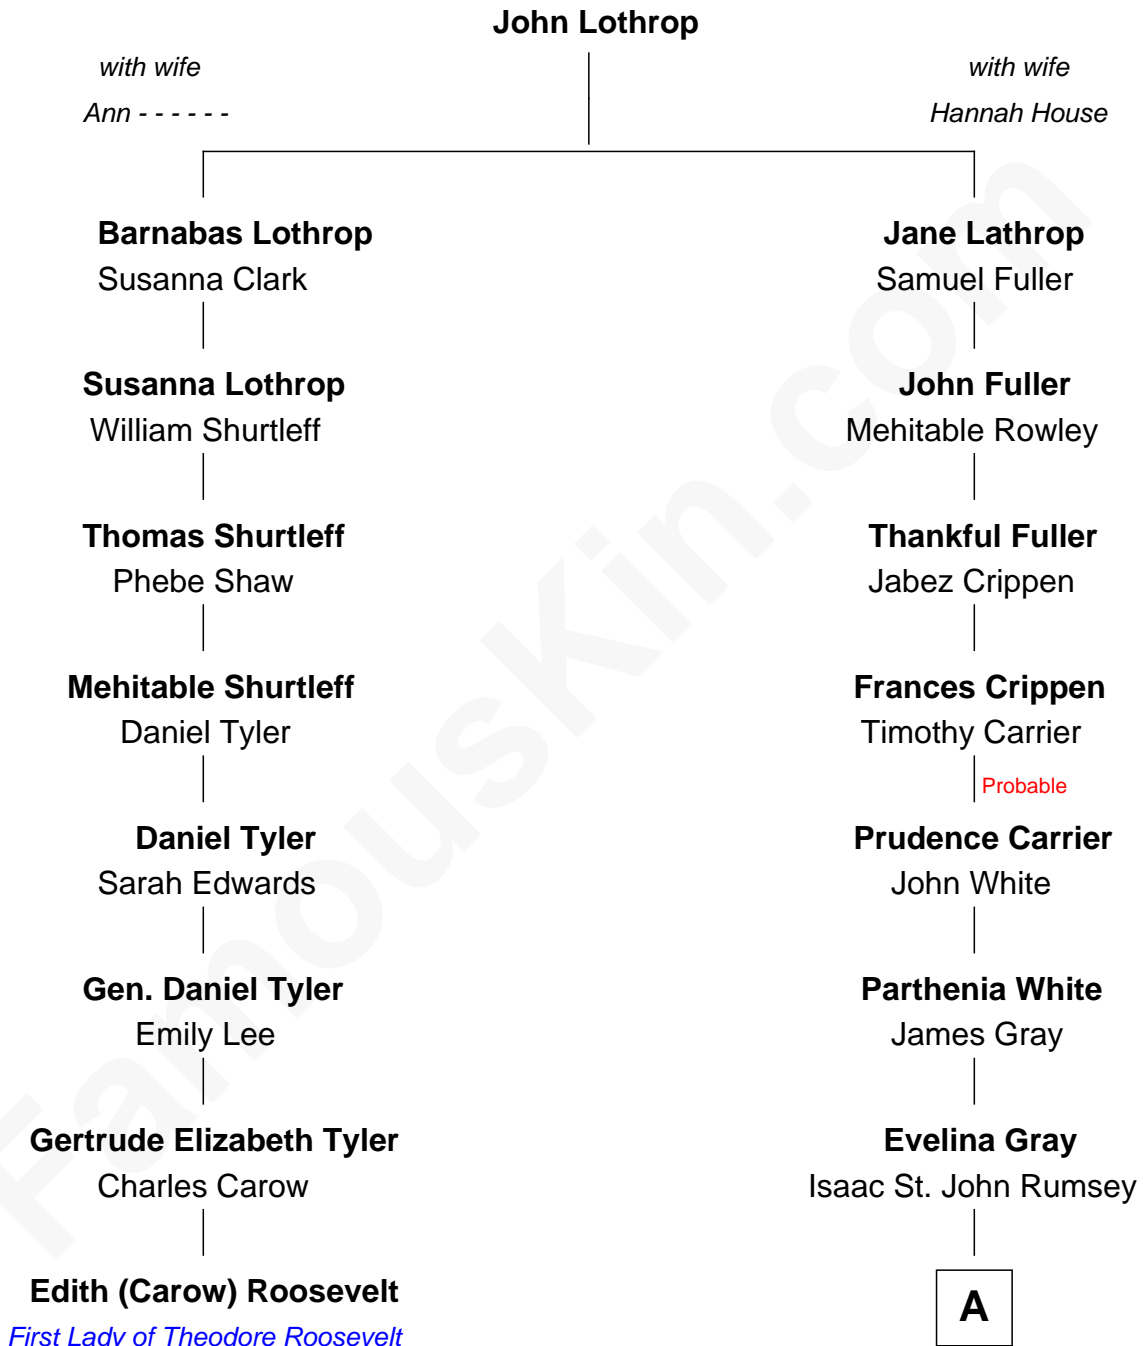 John Lothrop
with wife
Ann - - - - - -
with wife
Hannah House
Barnabas Lothrop
Susanna Clark
Jane Lathrop
Samuel Fuller
Susanna Lothrop
William Shurtleff
John Fuller
Mehitable Rowley
Thomas Shurtleff
Phebe Shaw
Thankful Fuller
Jabez Crippen
Mehitable Shurtleff
Daniel Tyler
Frances Crippen
Timothy Carrier
Probable
Daniel Tyler
Sarah Edwards
Prudence Carrier
John White
Gen. Daniel Tyler
Emily Lee
Parthenia White
James Gray
Gertrude Elizabeth Tyler
Charles Carow
Evelina Gray
Isaac St. John Rumsey
Edith (Carow) Roosevelt
First Lady of Theodore Roosevelt
A
FamousKin.com